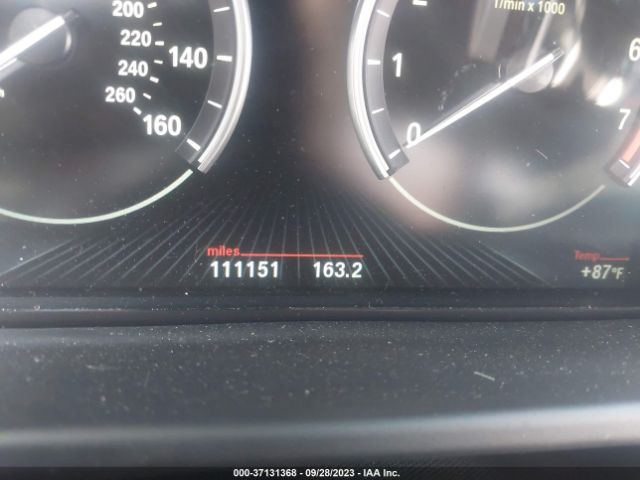 200
220
240
260
140
160
1/min x 1000
1
0
6
7
miles
111151 163.2
Temp
+87°F
000-37131368 - 09/28/2023 - IAA Inc.